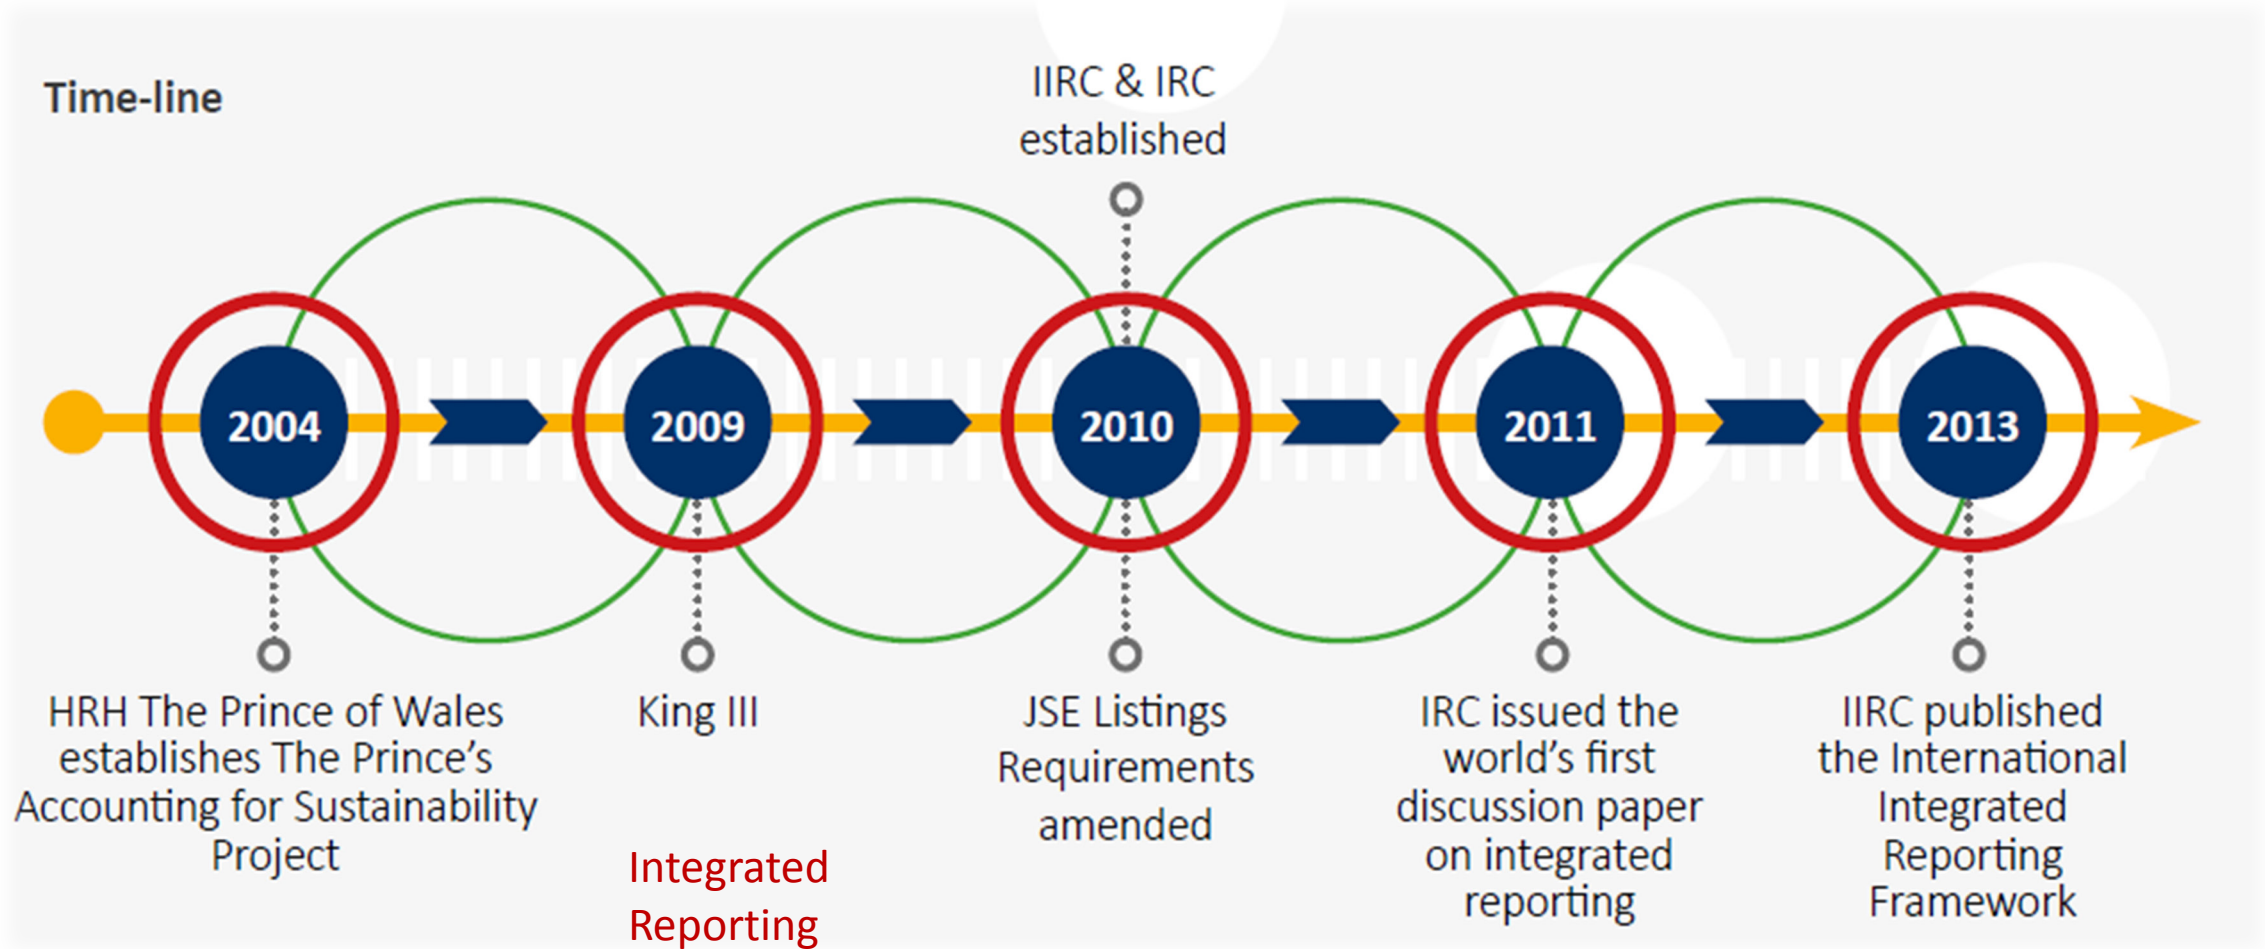 Time-line
IIRC & IRC
established
2004
2009
2010
2011
2013
HRH The Prince of Wales
establishes The Prince’s
Accounting for Sustainability
Project
King III
Integrated
Reporting
JSE Listings
Requirements
amended
IRC issued the
world’s first
discussion paper
on integrated
reporting
IIRC published
the International
Integrated
Reporting
Framework